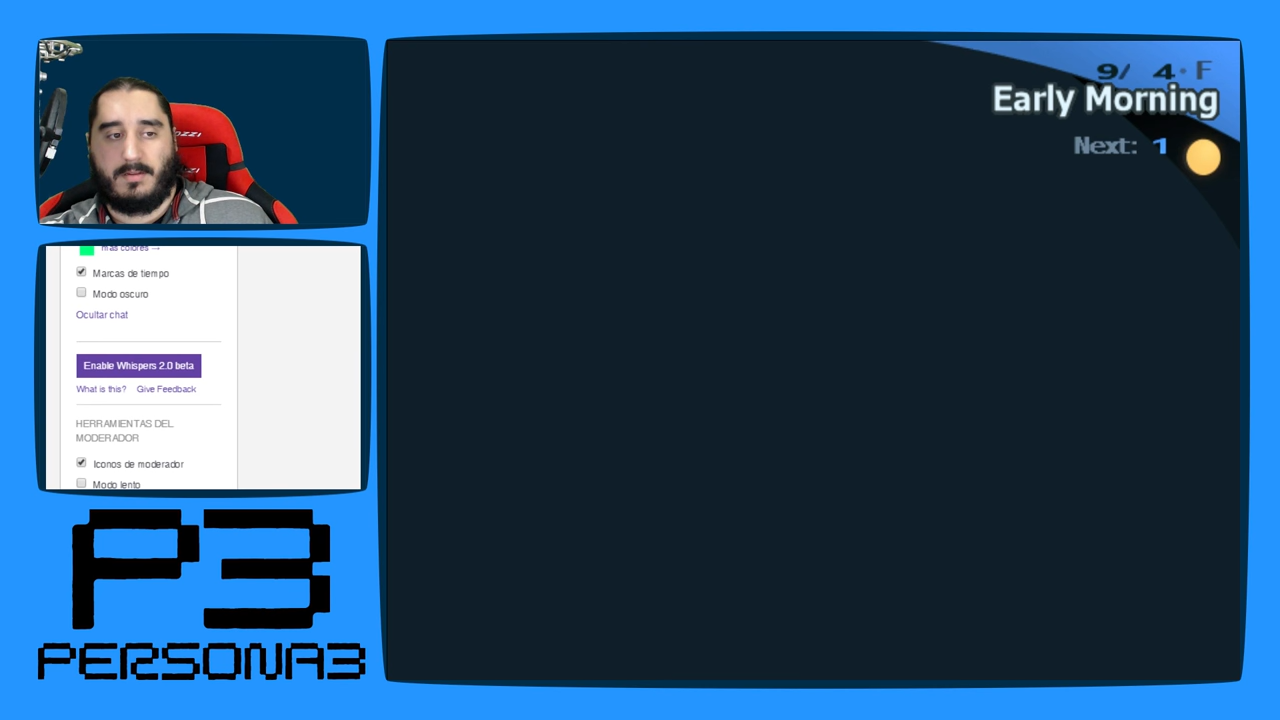 OZZI
más colores
Marcas de tiempo
Modo oscuro
Ocultar chat
Enable Whispers 2.0 beta
What is this? Give Feedback
HERRAMIENTAS DEL
MODERADOR
Iconos de moderador
Modo lento
P3
PERSONA3
9/ 4 · F
Early Morning
Next: 1